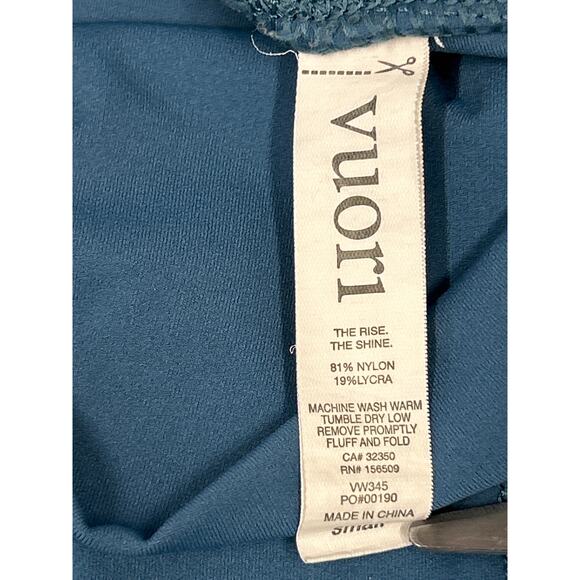 vuori
THE RISE.
THE SHINE.
81% NYLON
19%LYCRA
MACHINE WASH WARM
TUMBLE DRY LOW
REMOVE PROMPTLY
FLUFF AND FOLD
CA# 32350
RN# 156509
VW345
PO#00190
MADE IN CHINA
small